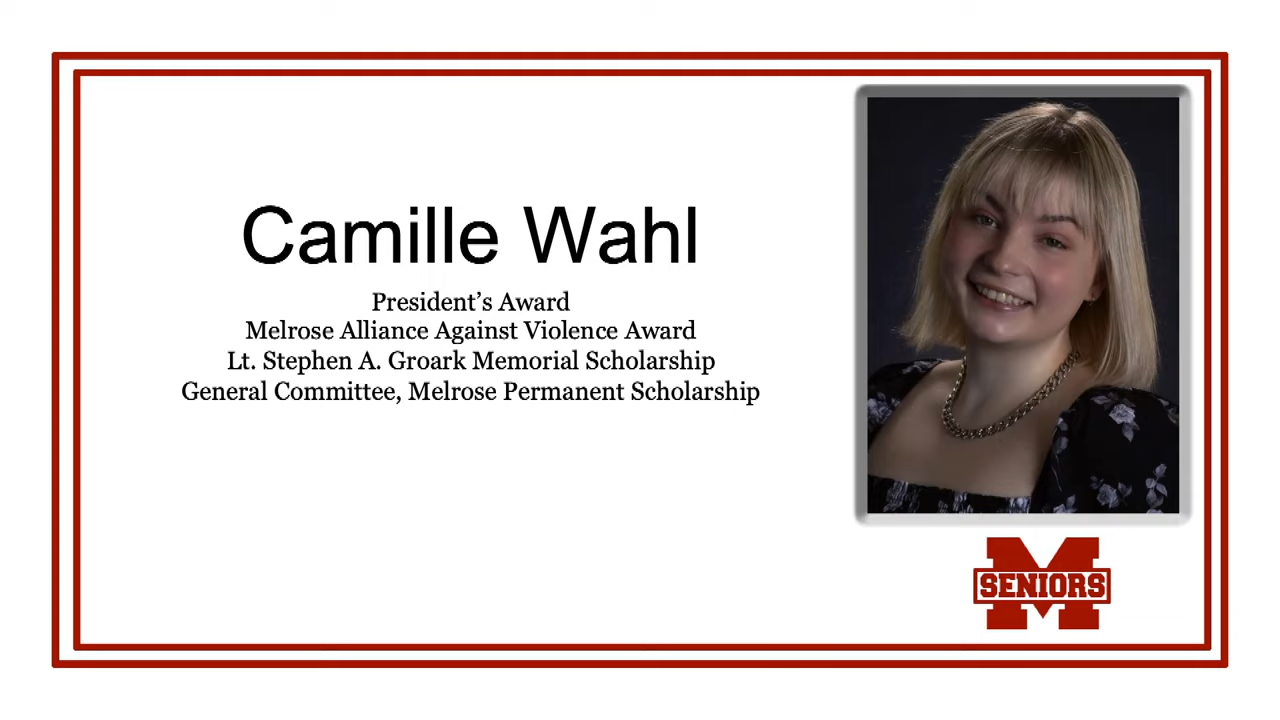 Camille Wahl
President’s Award
Melrose Alliance Against Violence Award
Lt. Stephen A. Groark Memorial Scholarship
General Committee, Melrose Permanent Scholarship
M
SENIORS